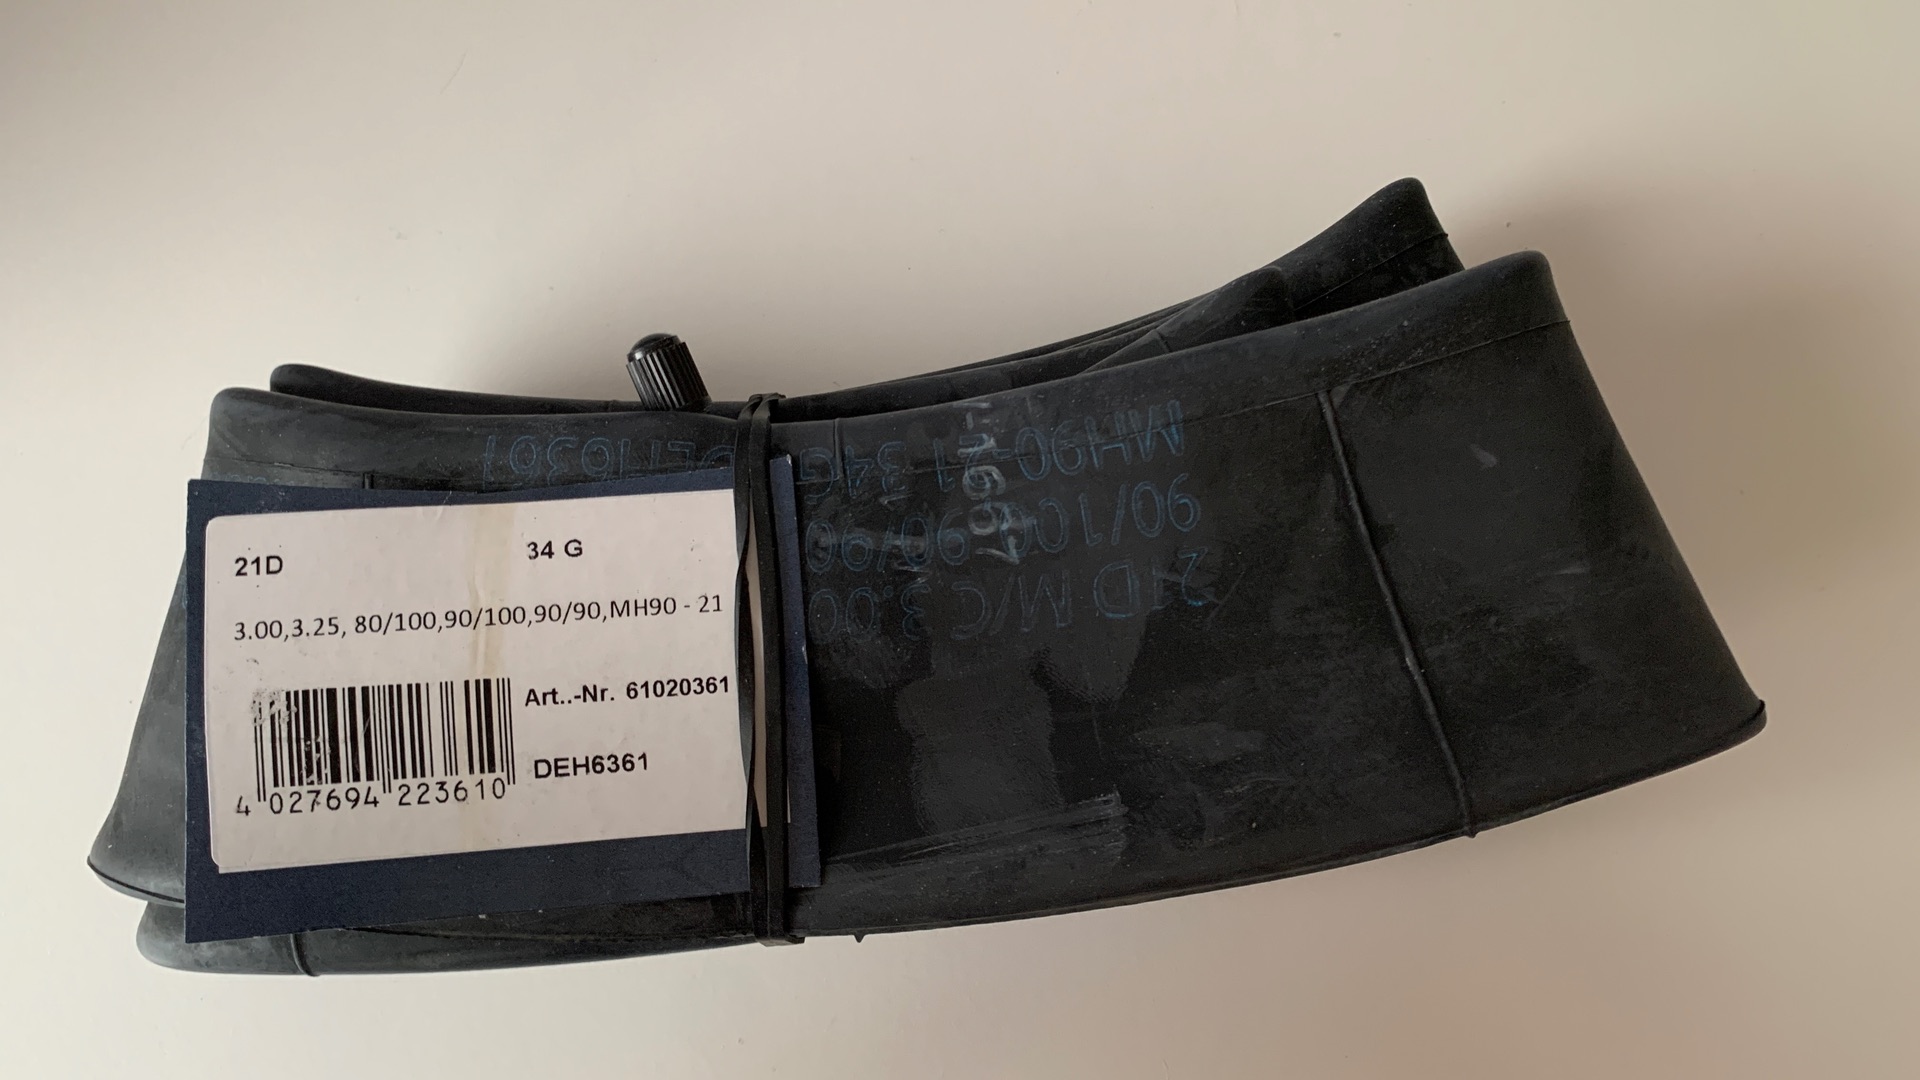 21D 34 G
3.00,3.25, 80/100,90/100,90/90,MH90 - 21
Art..-Nr. 61020361
DEH6361
4 027694 223610
21D M/C 3.00
90/100 90/90
MH90-21 34G DEH6361